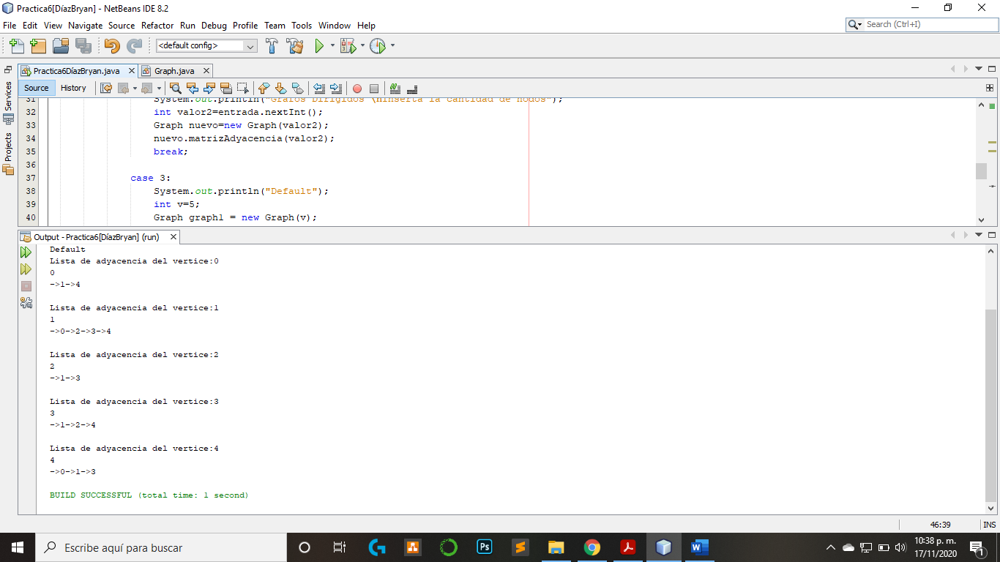 Practica6[DíazBryan] - NetBeans IDE 8.2
File Edit View Navigate Source Refactor Run Debug Profile Team Tools Window Help
Search (Ctrl+I)
<default config>
Services
Projects
Practica6DíazBryan.java
Graph.java
Source History
31 System.out.println("Grafos Dirigidos \nInserta la cantidad de nodos");
32 int valor2=entrada.nextInt();
33 Graph nuevo=new Graph(valor2);
34 nuevo.matrizAdyacencia(valor2);
35 break;
36
37 case 3:
38 System.out.println("Default");
39 int v=5;
40 Graph graph1 = new Graph(v);
Output - Practica6[DíazBryan] (run)
Default
Lista de adyacencia del vertice:0
0
->1->4
Lista de adyacencia del vertice:1
1
->0->2->3->4
Lista de adyacencia del vertice:2
2
->1->3
Lista de adyacencia del vertice:3
3
->1->2->4
Lista de adyacencia del vertice:4
4
->0->1->3
BUILD SUCCESSFUL (total time: 1 second)
46:39 INS
Escribe aquí para buscar
Ps
W
10:38 p. m.
17/11/2020
1